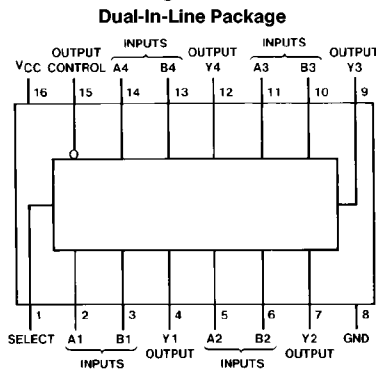 Dual-In-Line Package
INPUTS INPUTS
OUTPUT OUTPUT OUTPUT
VCC CONTROL A4 B4 Y4 A3 B3 Y3
16 15 14 13 12 11 10 9
1 2 3 4 5 6 7 8
SELECT A1 B1 Y1 A2 B2 Y2 GND
INPUTS OUTPUT INPUTS OUTPUT